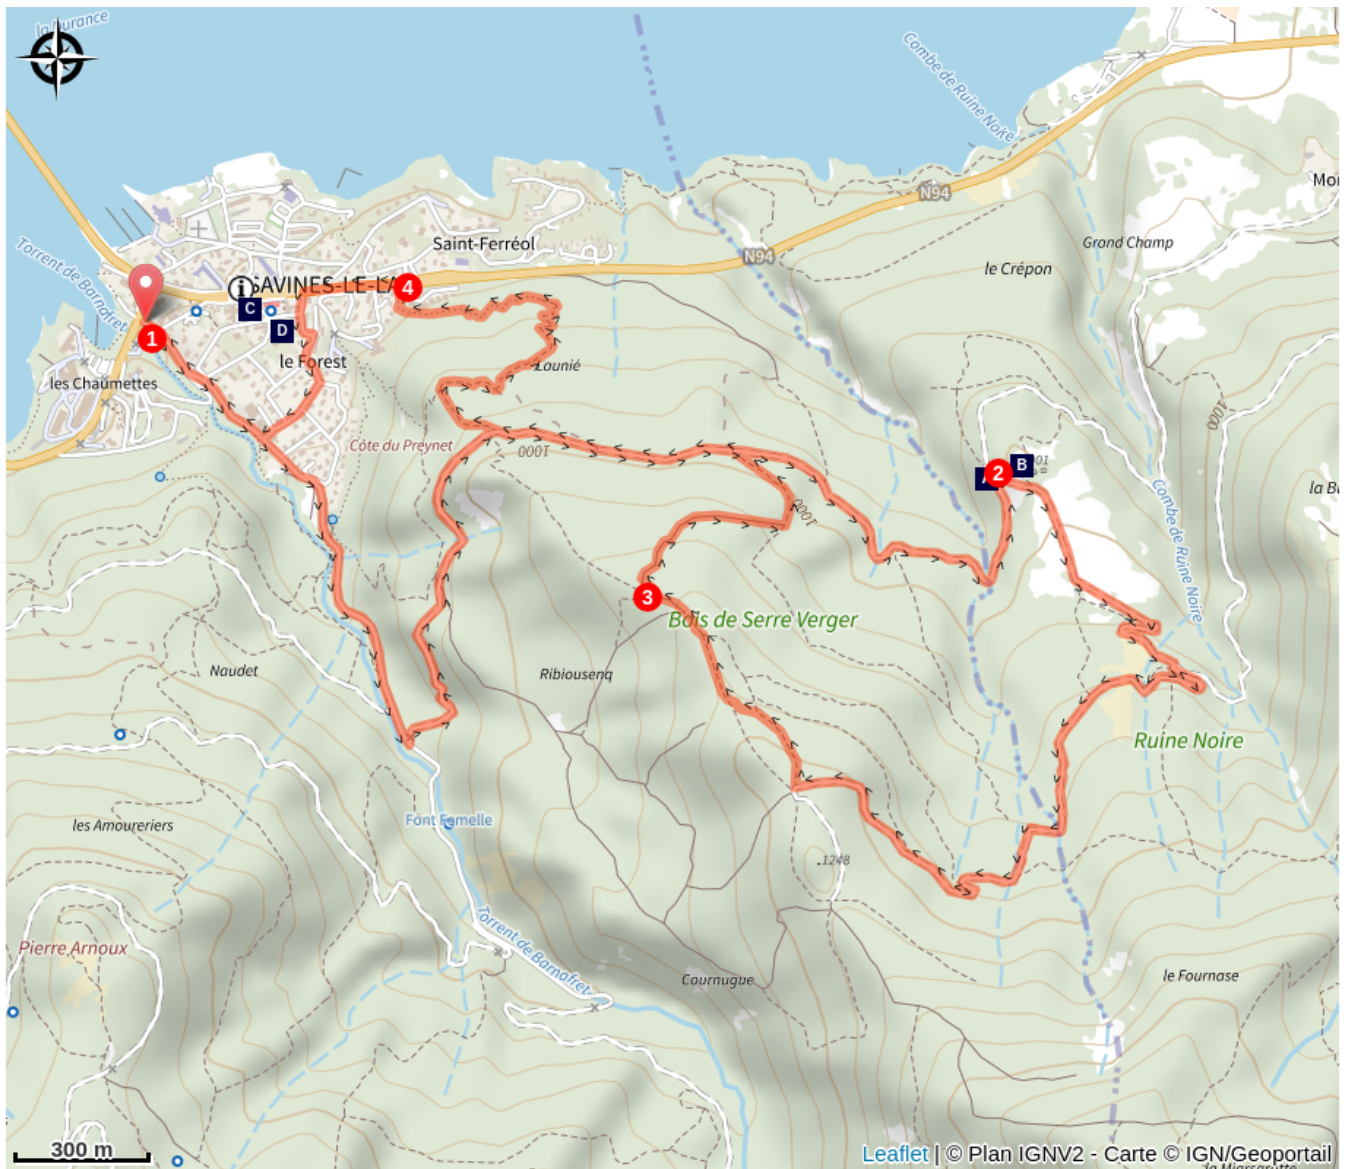 la Durance
Combe de Ruine Noire
N94
Grand Champ
Saint-Ferréol
N94
le Crépon
Torrent de Barnafret
i
SAVINES-LE-LA
4
C
D
1
le Forest
Lounié
les Chaumettes
1000
Côte du Preynet
1000
B
2
A
1000
Combe de Ruine Noire
3
Bois de Serre Verger
Naudet
Ribiousenq
Ruine Noire
Font Femelle
les Amoureriers
.1248
Torrent de Barnafret
Pierre Arnoux
Cournugue
le Fournase
300 m
Leaflet | © Plan IGNV2 - Carte © IGN/Geoportail